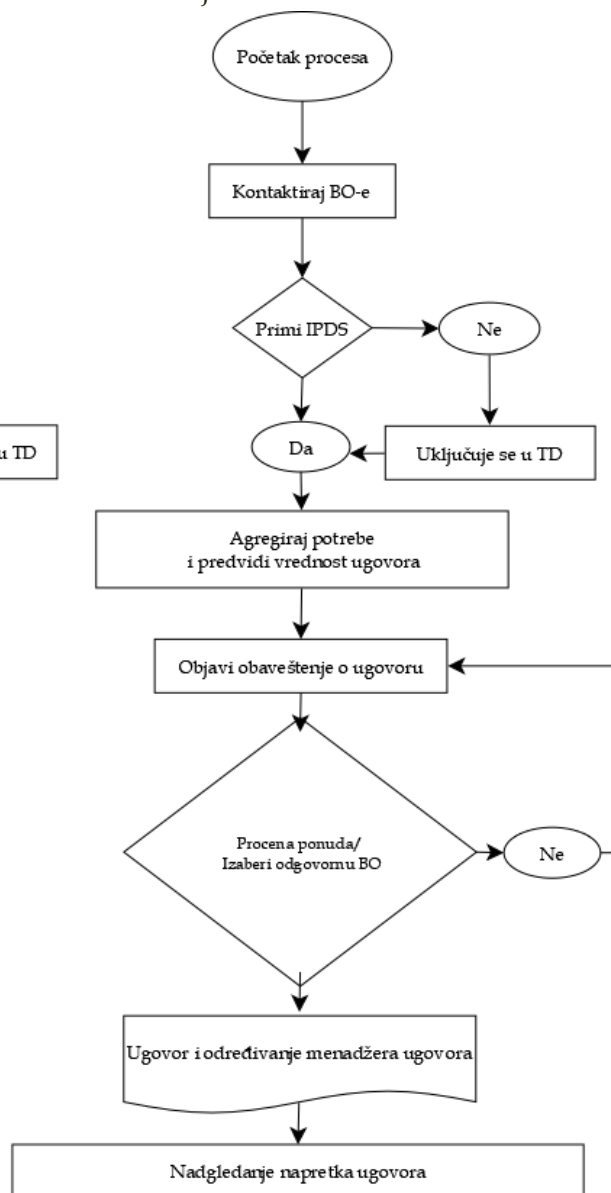 Početak procesa
Kontaktiraj BO-e
Primi IPDS
Ne
Da
Uključuje se u TD
u TD
Agregiraj potrebe
i predvidi vrednost ugovora
Objavi obaveštenje o ugovoru
Procena ponuda/
Izaberi odgovornu BO
Ne
Ugovor i određivanje menadžera ugovora
Nadgledanje napretka ugovora